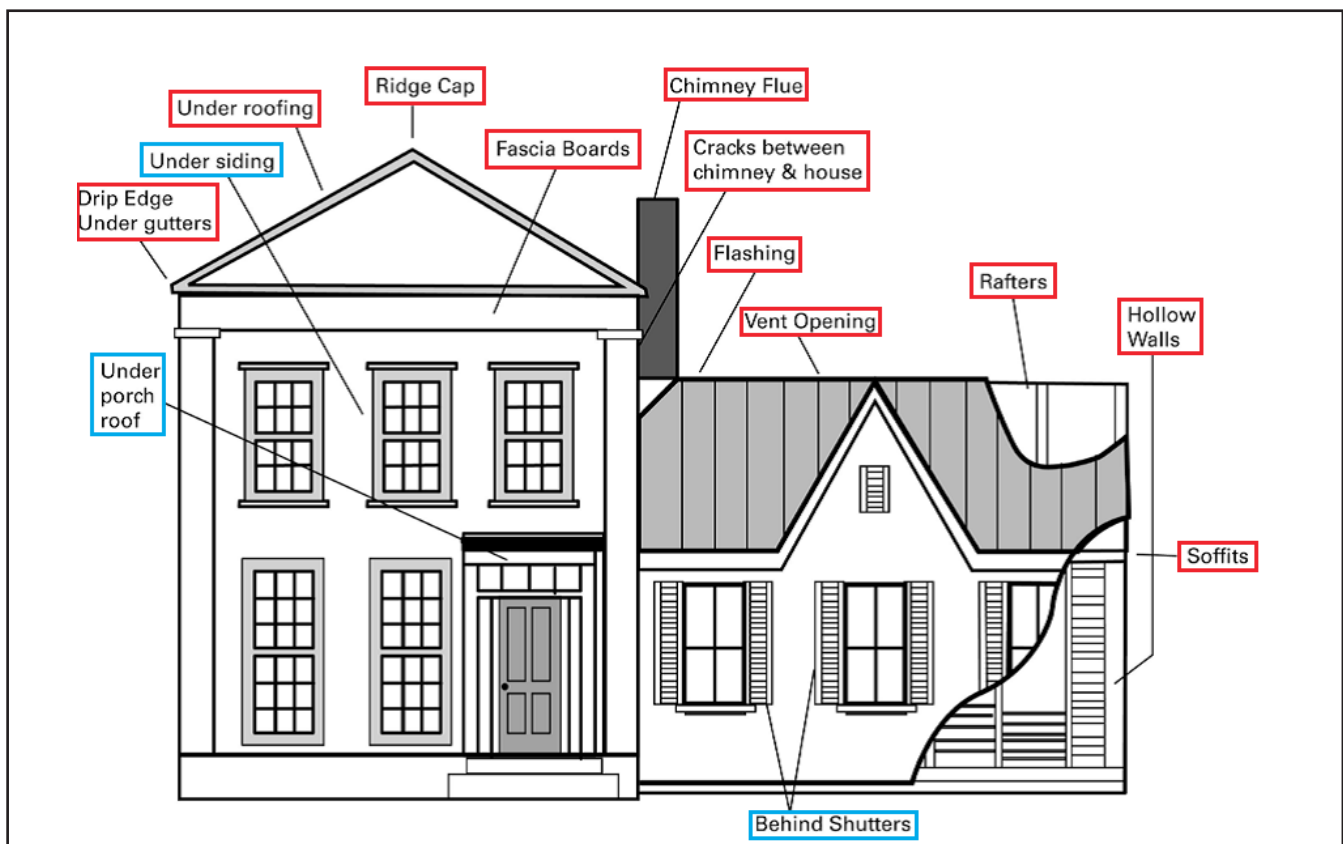 Ridge Cap
Chimney Flue
Under roofing
Under siding
Fascia Boards
Cracks between
chimney & house
Drip Edge
Under gutters
Flashing
Rafters
Vent Opening
Hollow
Walls
Under
porch
roof
Soffits
Behind Shutters